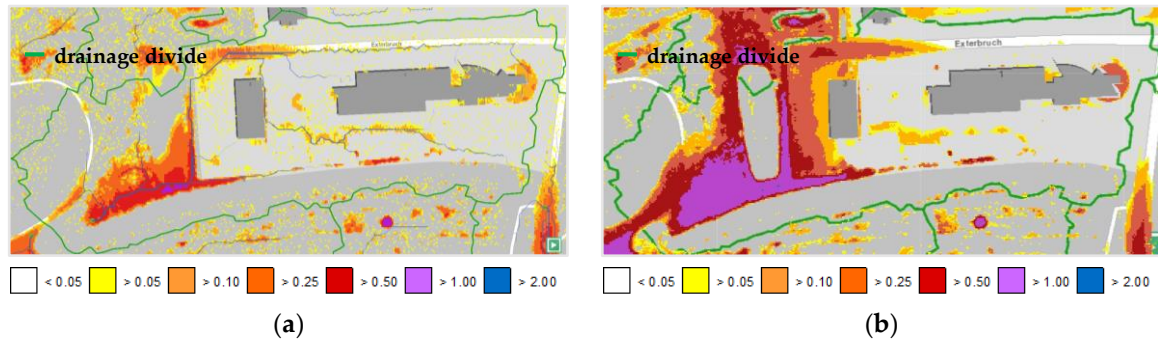 Exterbruch
drainage divide
Exterbruch
drainage divide
< 0.05 > 0.05 > 0.10 > 0.25 > 0.50 > 1.00 > 2.00
< 0.05 > 0.05 > 0.10 > 0.25 > 0.50 > 1.00 > 2.00
(a)
(b)